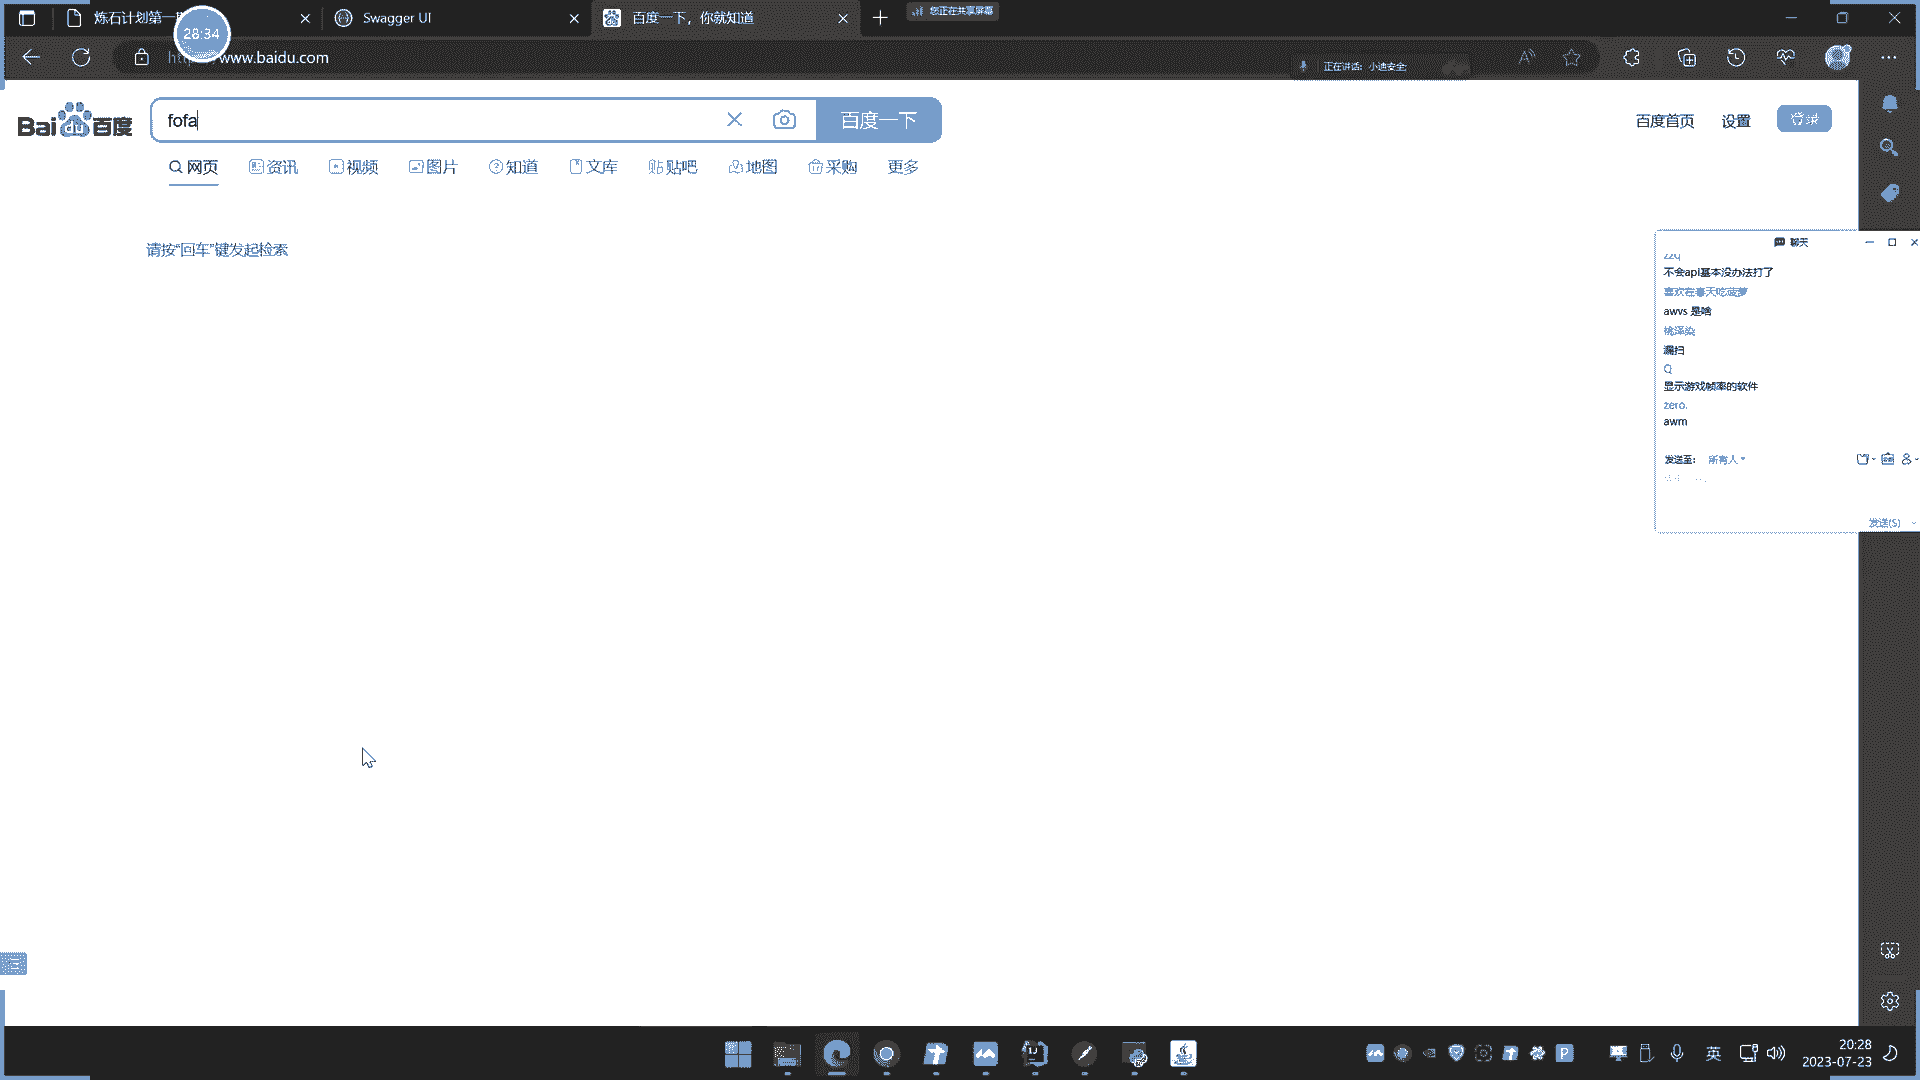 炼石计划第一
Swagger UI
百度一下，你就知道
您正在共享屏幕
28:34
www.baidu.com
正在讲话: 小迪安全
Bai du 百度
fofa
百度一下
百度首页
设置
登录
网页
资讯
视频
图片
知道
文库
贴吧
地图
采购
更多
请按“回车”键发起检索
聊天
zzq
不会api基本没办法打了
喜欢在春天吃菠萝
awvs 是啥
桃泽染
漏扫
Q
显示游戏帧率的软件
zero.
awm
发送至:
所有人
发送(S)
英
20:28
2023-07-23